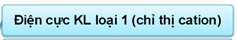 Điện cực KL loại 1 (chỉ thị cation)